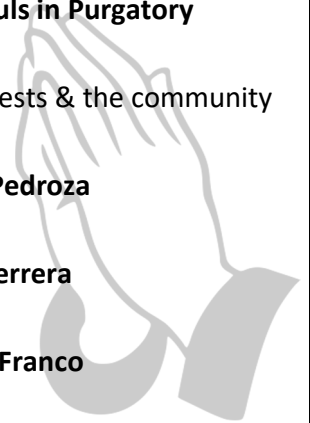 uls in Purgatory
ests & the community
Pedroza
errera
Franco